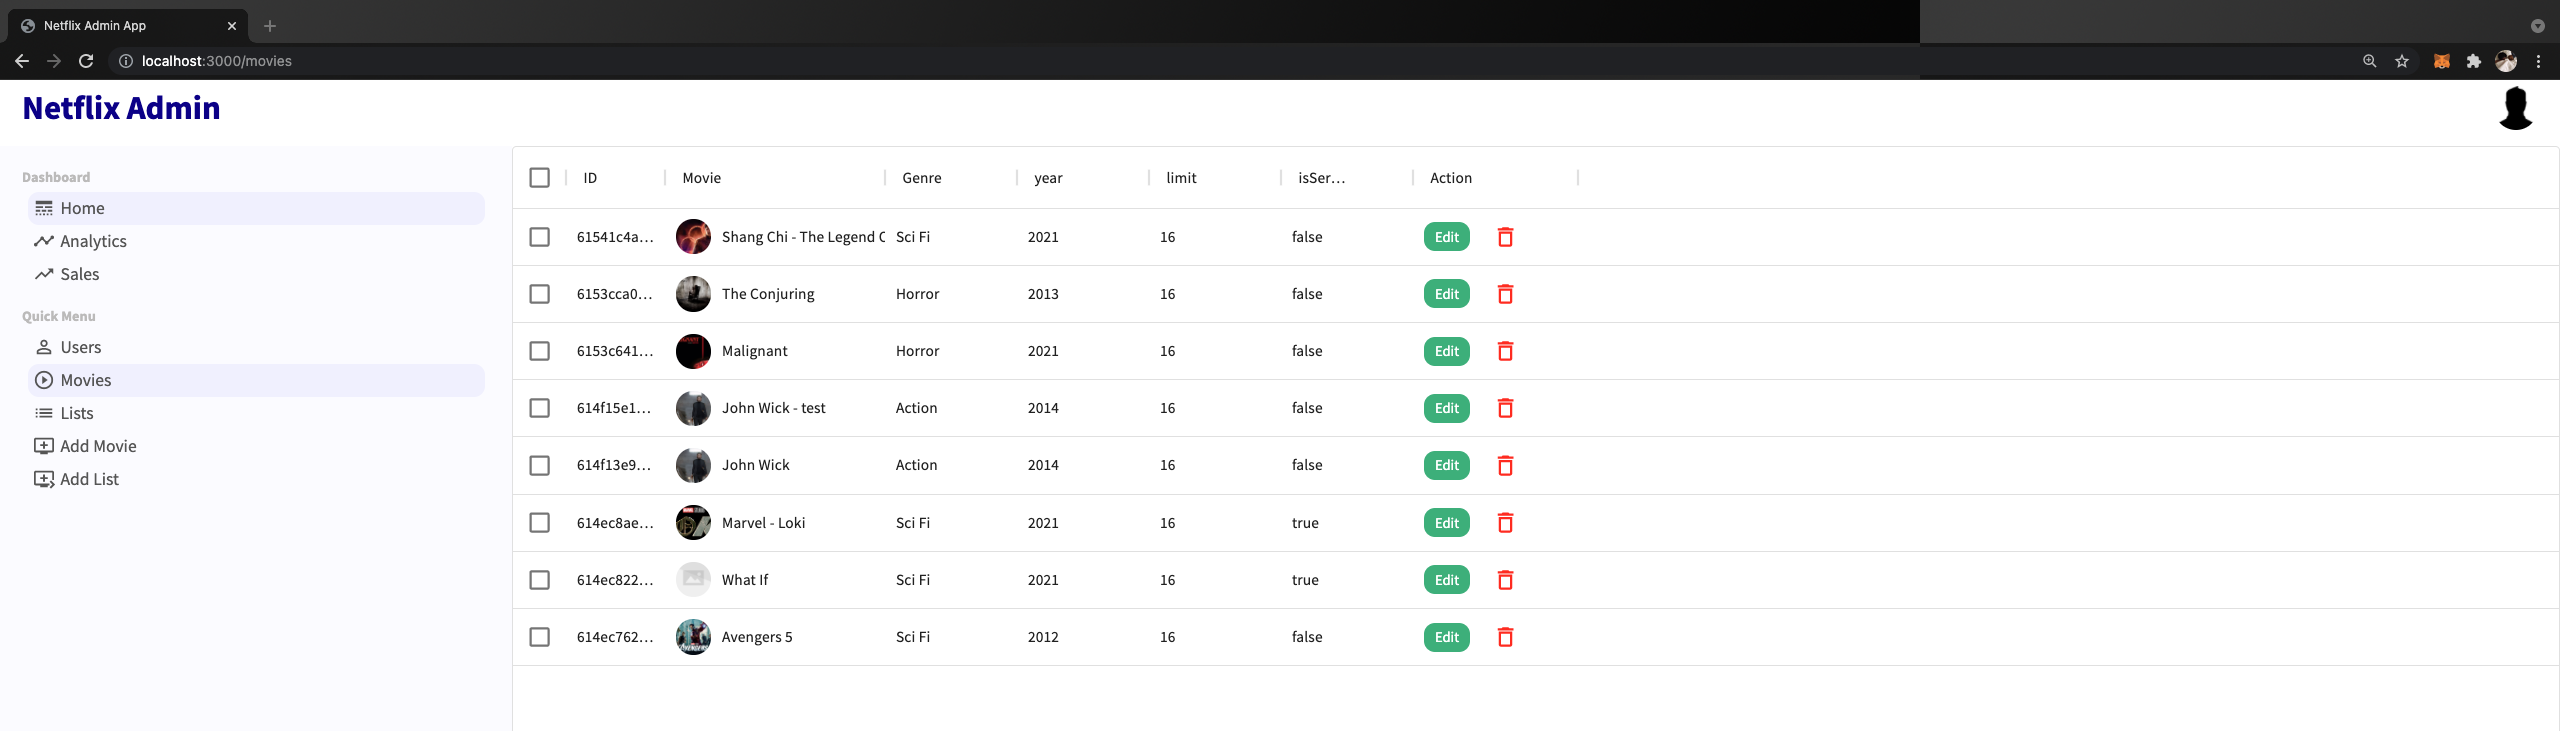 Netflix Admin App
localhost:3000/movies
Netflix Admin
Dashboard
Home
Analytics
Sales
Quick Menu
Users
Movies
Lists
Add Movie
Add List
ID Movie Genre year limit isSer... Action
61541c4a... Shang Chi - The Legend O Sci Fi 2021 16 false Edit
6153cca0... The Conjuring Horror 2013 16 false Edit
6153c641... Malignant Horror 2021 16 false Edit
614f15e1... John Wick - test Action 2014 16 false Edit
614f13e9... John Wick Action 2014 16 false Edit
614ec8ae... Marvel - Loki Sci Fi 2021 16 true Edit
614ec822... What If Sci Fi 2021 16 true Edit
614ec762... Avengers 5 Sci Fi 2012 16 false Edit